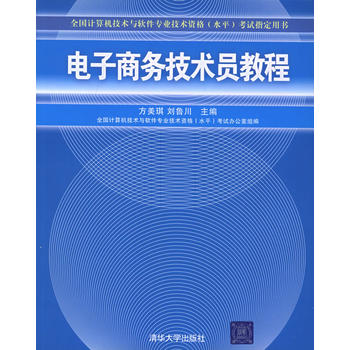 全国计算机技术与软件专业技术资格（水平）考试指定用书
电子商务技术员教程
方美琪 刘鲁川 主编
全国计算机技术与软件专业技术资格（水平）考试办公室组编
清华大学出版社